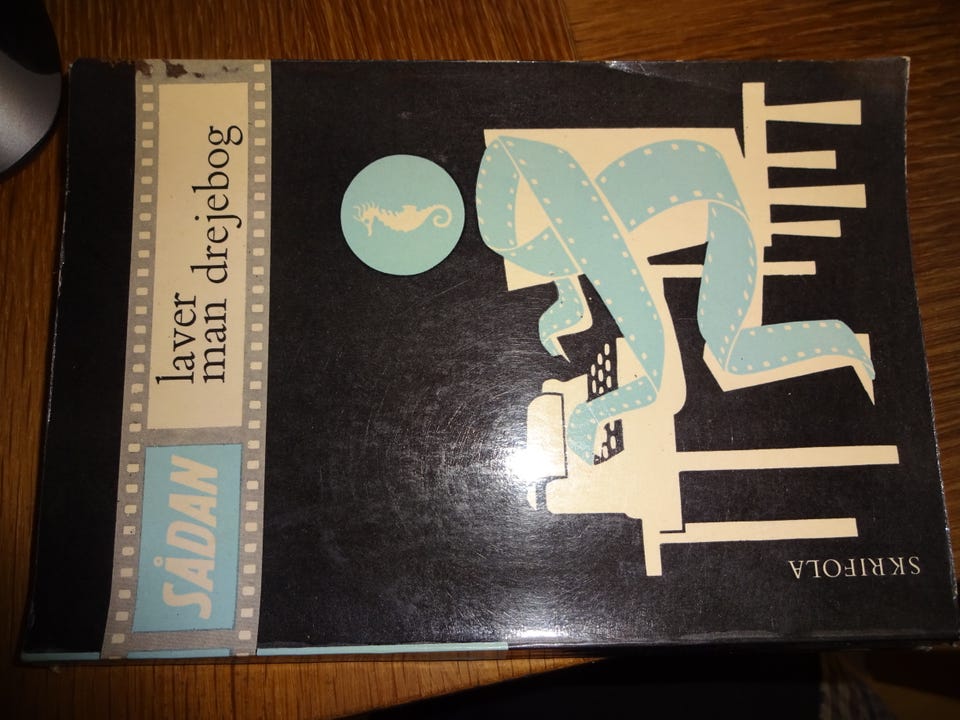 SÅDAN
laver
man drejebog
SKRIFOLA